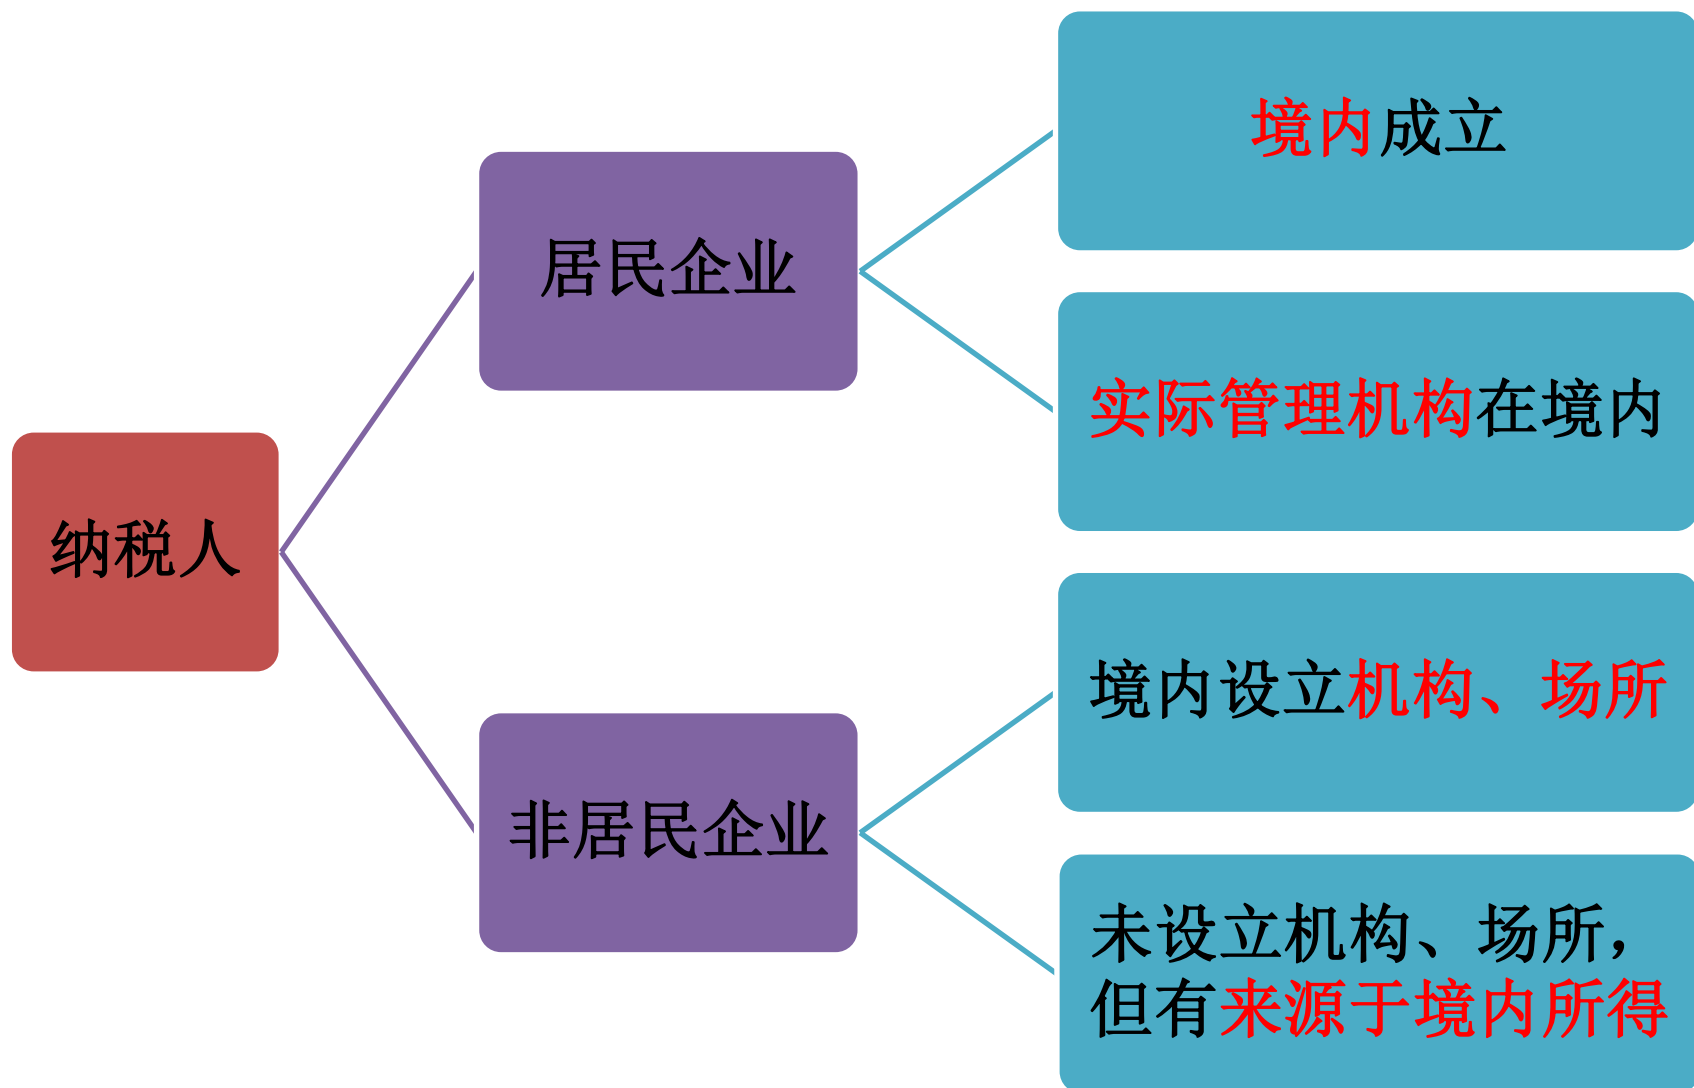 纳税人
居民企业
境内成立
实际管理机构在境内
非居民企业
境内设立机构、场所
未设立机构、场所，
但有来源于境内所得